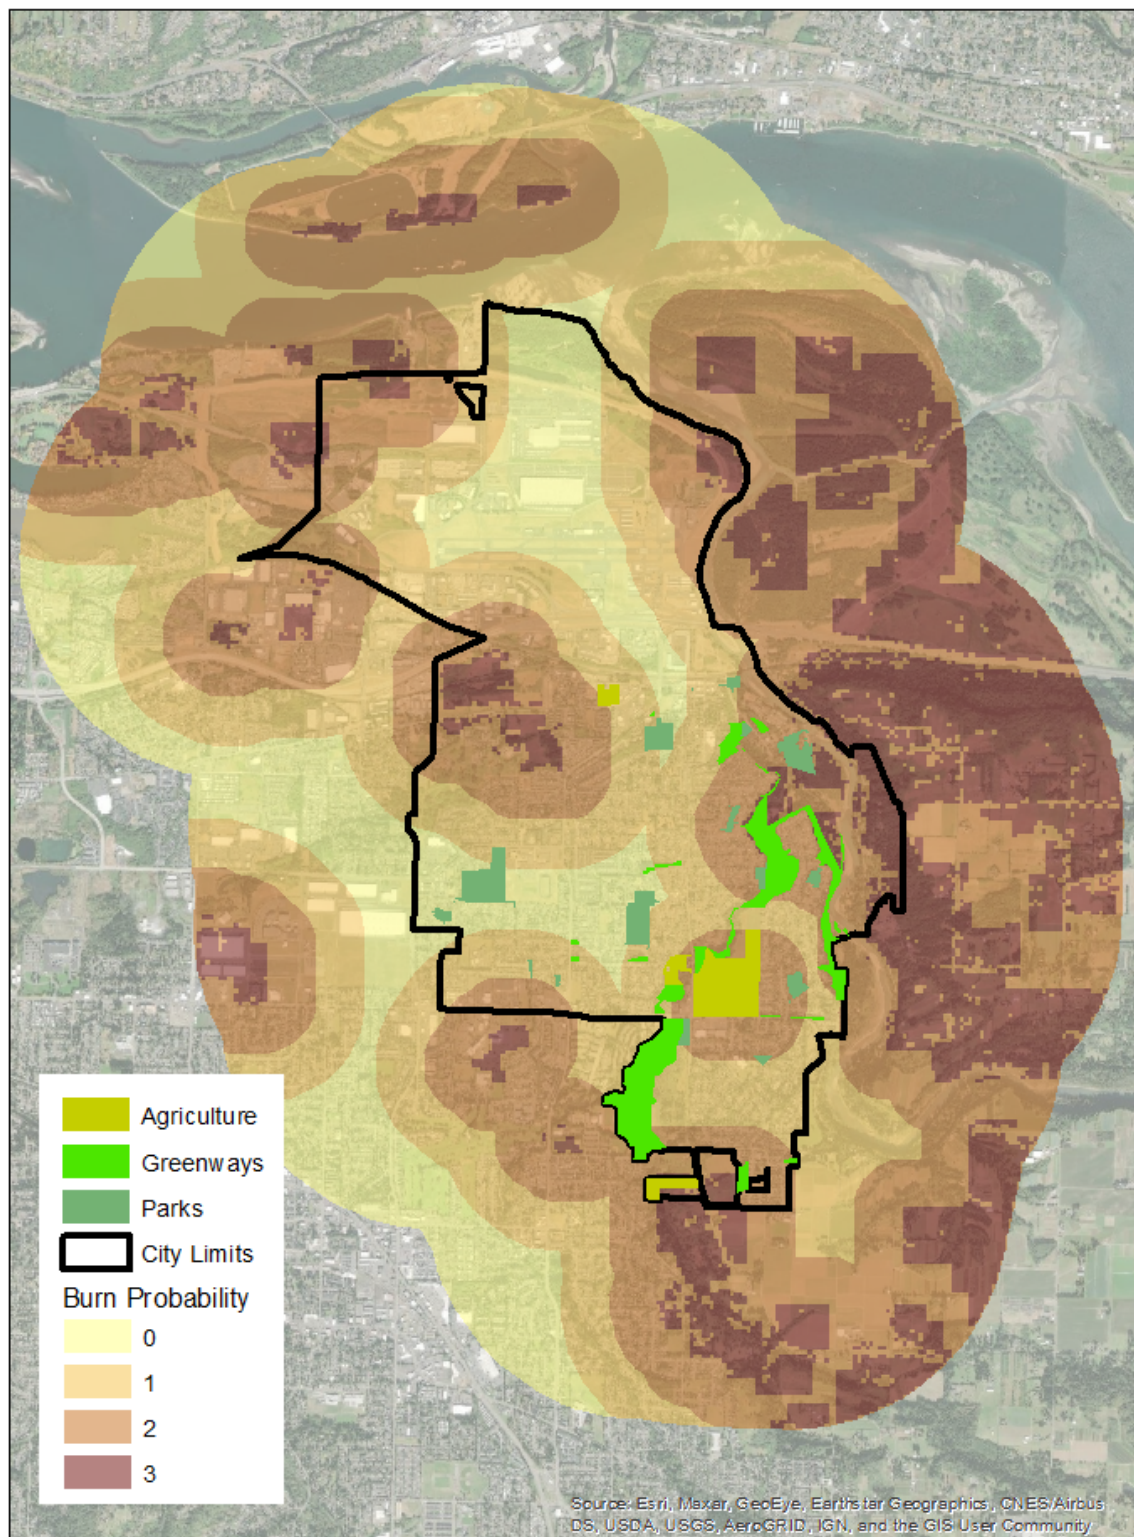 Agriculture
Greenways
Parks
City Limits
Burn Probability
0
1
2
3
Source: Esri, Maxar, GeoEye, Earthstar Geographics, CNES/Airbus
DS, USDA, USGS, AeroGRID, IGN, and the GIS User Community